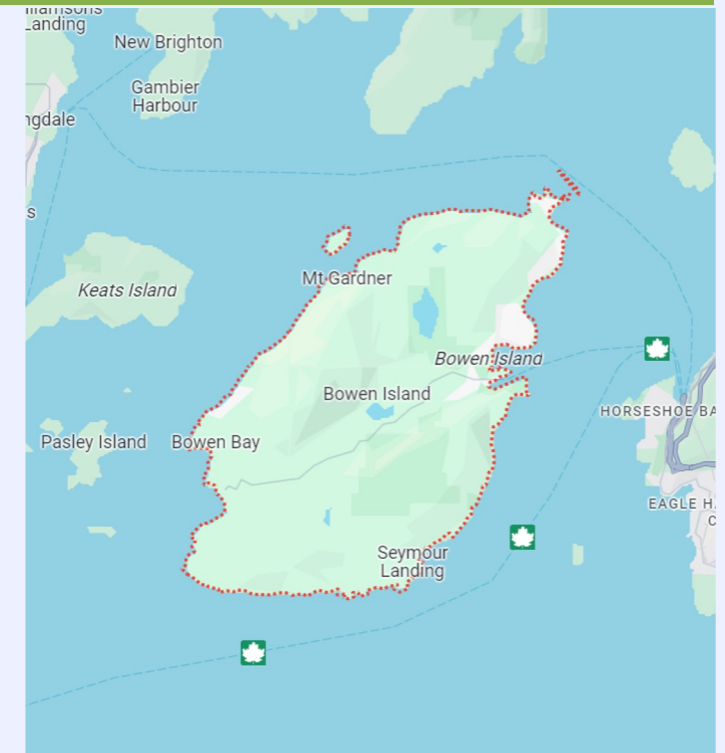 Landing
New Brighton
Gambier
Harbour
Keats Island
Mt Gardner
Bowen Island
Bowen Island
HORSESHOE BA
Pasley Island
Bowen Bay
EAGLE H
C
Seymour
Landing